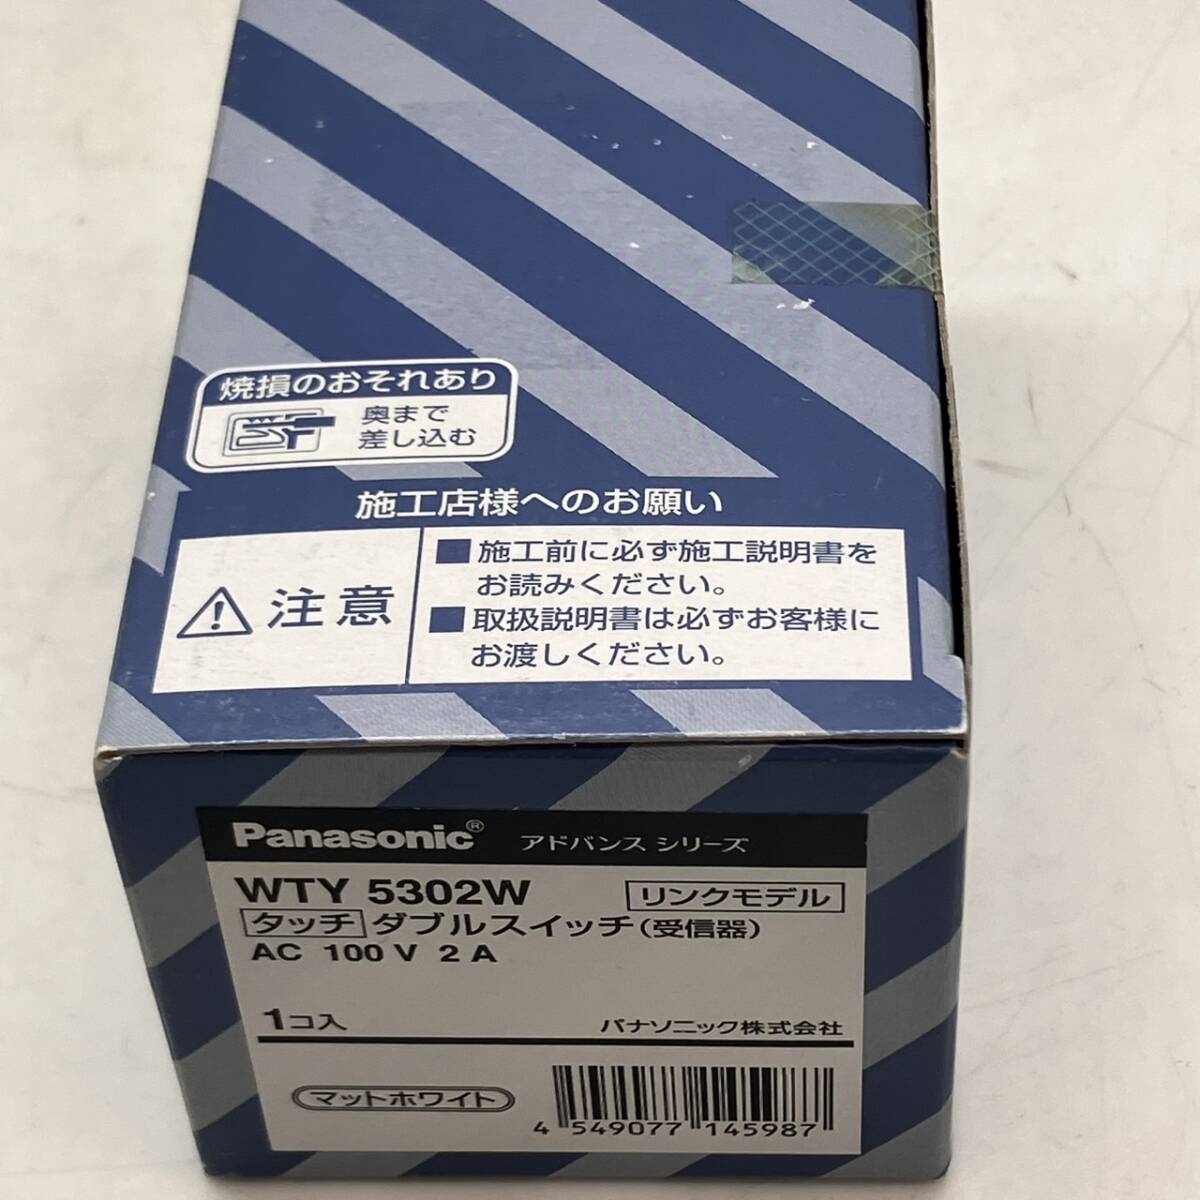 焼損のおそれあり
奥まで
差し込む
施工店様へのお願い
注意
■施工前に必ず施工説明書を
お読みください。
■取扱説明書は必ずお客様に
お渡しください。
Panasonic® アドバンス シリーズ
WTY 5302W リンクモデル
タッチ ダブルスイッチ(受信器)
AC 100 V 2 A
1コ入 パナソニック株式会社
マットホワイト
4 549077 145987